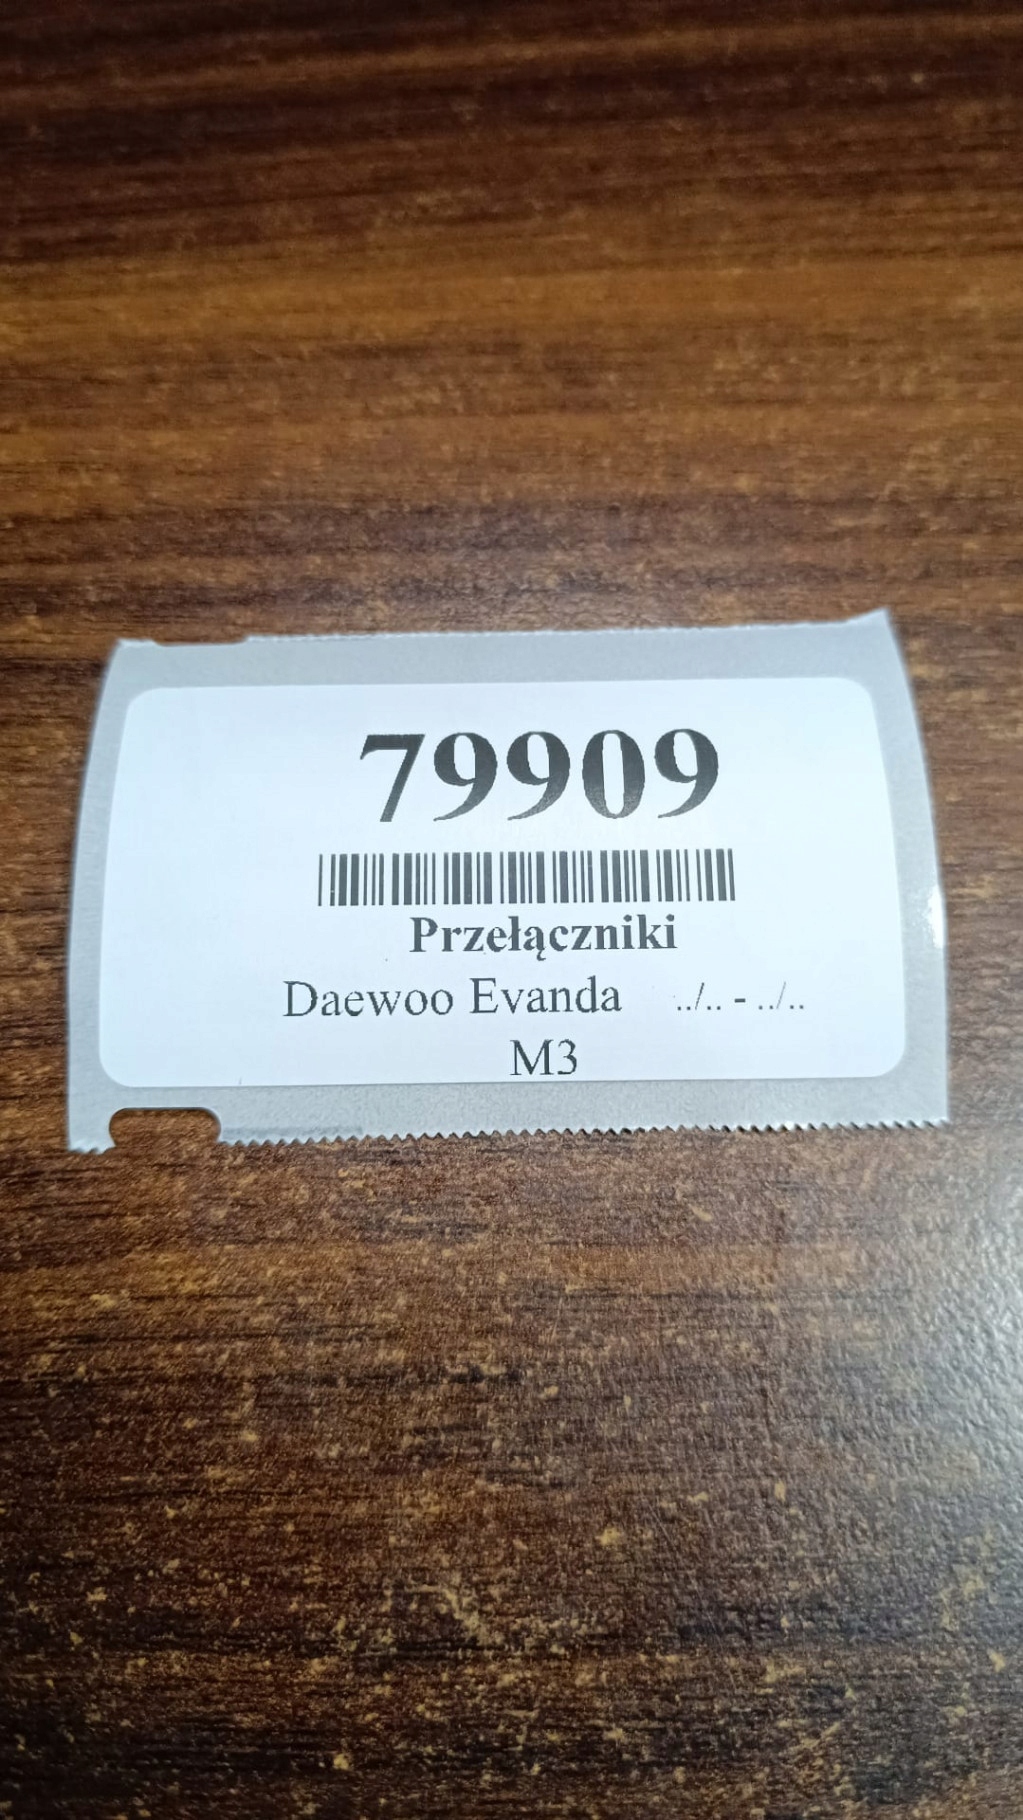 79909
Przełączniki
Daewoo Evanda ../.. - ../..
M3